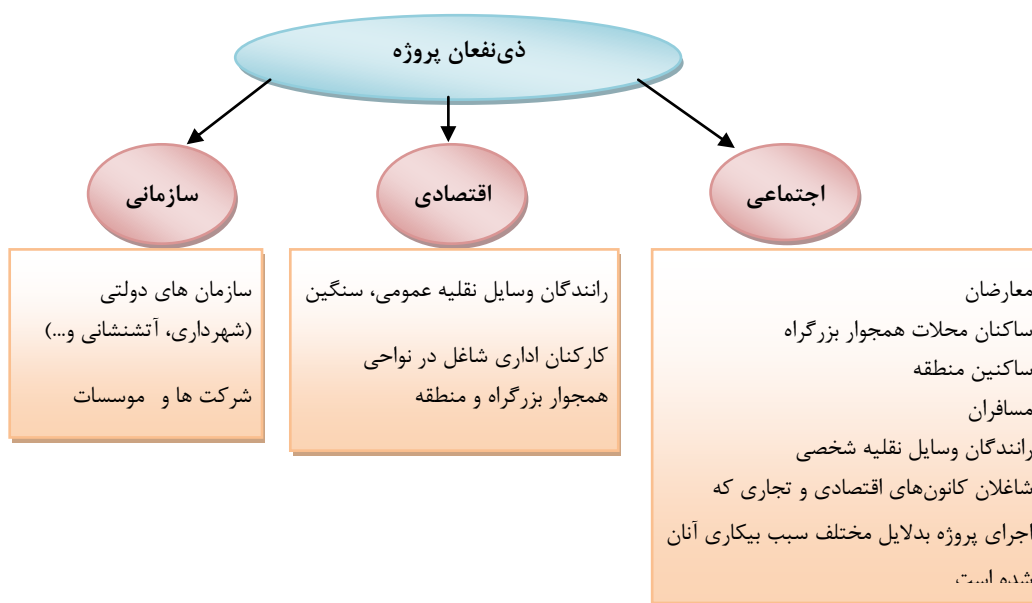 ذی‌نفعان پروژه
اجتماعی
اقتصادی
سازمانی
معارضان
ساکنان محلات همجوار بزرگراه
ساکنین منطقه
مسافران
رانندگان وسایل نقلیه شخصی
شاغلان کانون‌های اقتصادی و تجاری که
اجرای پروژه بدلایل مختلف سبب بیکاری آنان
شده است
رانندگان وسایل نقلیه عمومی، سنگین
کارکنان اداری شاغل در نواحی
همجوار بزرگراه و منطقه
سازمان های دولتی
(شهرداری، آتشنشانی و...)
شرکت ها و موسسات